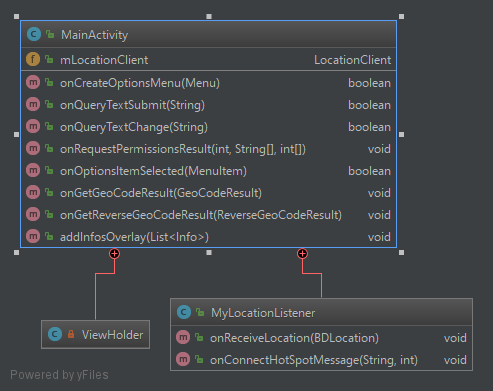 MainActivity
mLocationClient LocationClient
onCreateOptionsMenu(Menu) boolean
onQueryTextSubmit(String) boolean
onQueryTextChange(String) boolean
onRequestPermissionsResult(int, String[], int[]) void
onOptionsItemSelected(MenuItem) boolean
onGetGeoCodeResult(GeoCodeResult) void
onGetReverseGeoCodeResult(ReverseGeoCodeResult) void
addInfosOverlay(List<Info>) void
ViewHolder
MyLocationListener
onReceiveLocation(BDLocation) void
onConnectHotSpotMessage(String, int) void
Powered by yFiles